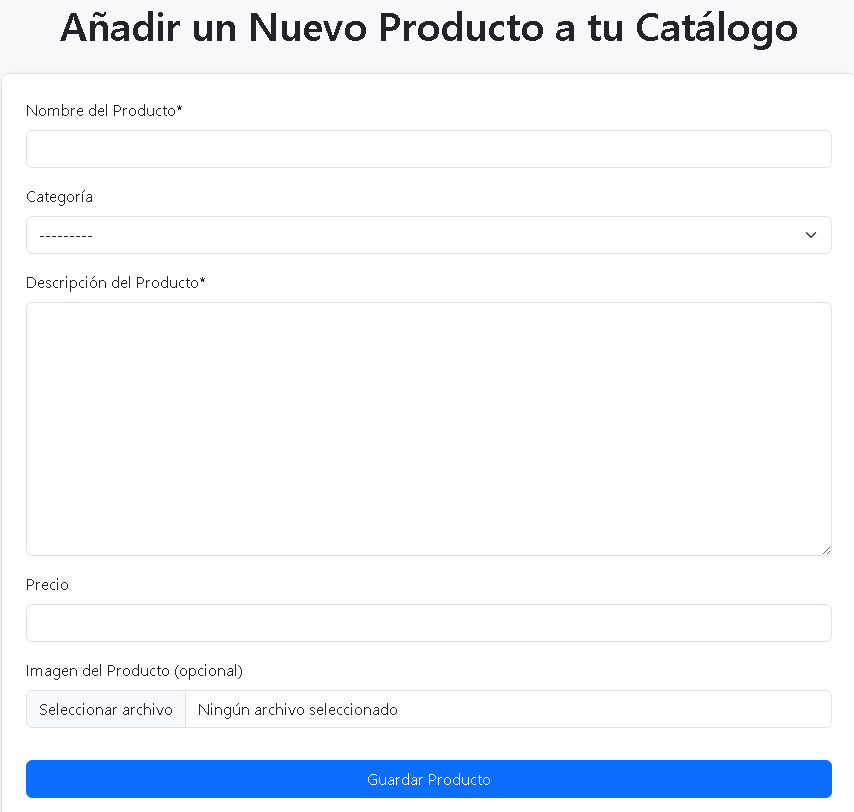 Añadir un Nuevo Producto a tu Catálogo
Nombre del Producto*
Categoría
---------
Descripción del Producto*
Precio
Imagen del Producto (opcional)
Seleccionar archivo Ningún archivo seleccionado
Guardar Producto